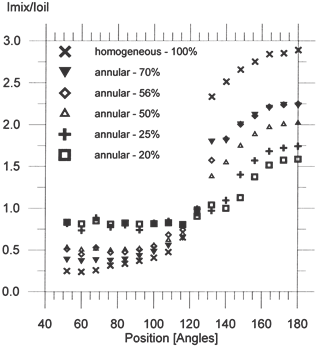 Imix/Ioil
3.0
homogeneous - 100%
annular - 70%
2.5
annular - 56%
annular - 50%
2.0
annular - 25%
annular - 20%
1.5
1.0
0.5
0.0
40 60 80 100 120 140 160 180
Position [Angles]